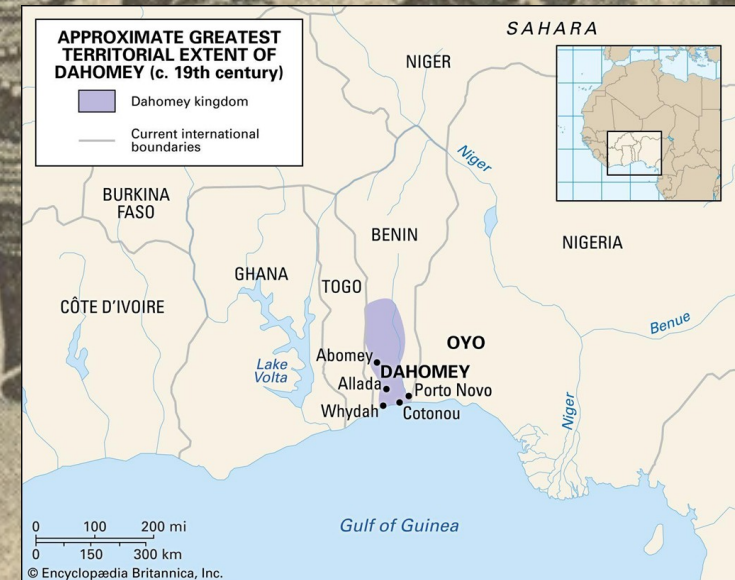 APPROXIMATE GREATEST
TERRITORIAL EXTENT OF
DAHOMEY (c. 19th century)
Dahomey kingdom
Current international
boundaries
SAHARA
NIGER
Niger
BURKINA
FASO
BENIN
NIGERIA
GHANA
TOGO
CÔTE D'IVOIRE
Benue
OYO
Abomey
DAHOMEY
Lake
Volta
Allada
Porto Novo
Whydah
Cotonou
Niger
Gulf of Guinea
0 100 200 mi
0 150 300 km
© Encyclopædia Britannica, Inc.